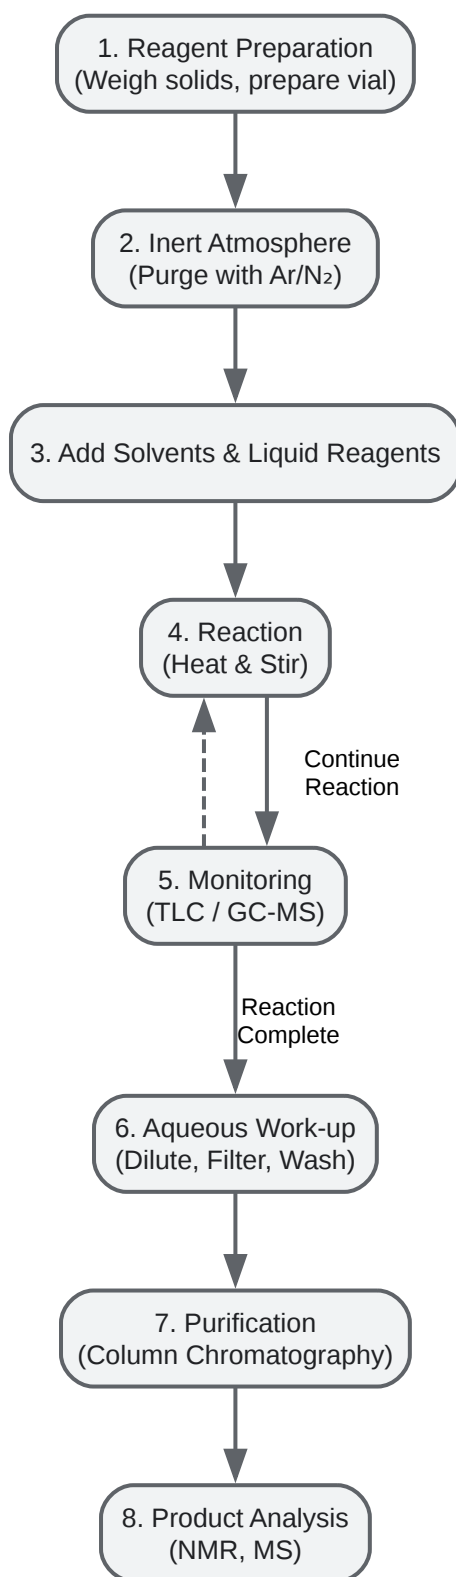 1. Reagent Preparation
(Weigh solids, prepare vial)
2. Inert Atmosphere
(Purge with Ar/N₂)
3. Add Solvents & Liquid Reagents
4. Reaction
(Heat & Stir)
Continue
Reaction
5. Monitoring
(TLC / GC-MS)
Reaction
Complete
6. Aqueous Work-up
(Dilute, Filter, Wash)
7. Purification
(Column Chromatography)
8. Product Analysis
(NMR, MS)